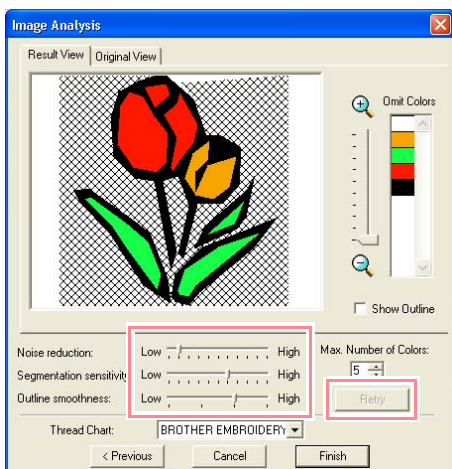 Image Analysis
Result View Original View
Omit Colors
Show Outline
Noise reduction: Low High Max. Number of Colors:
Segmentation sensitivity Low High 5
Outline smoothness: Low High Retry
Thread Chart: BROTHER EMBROIDERY
< Previous Cancel Finish